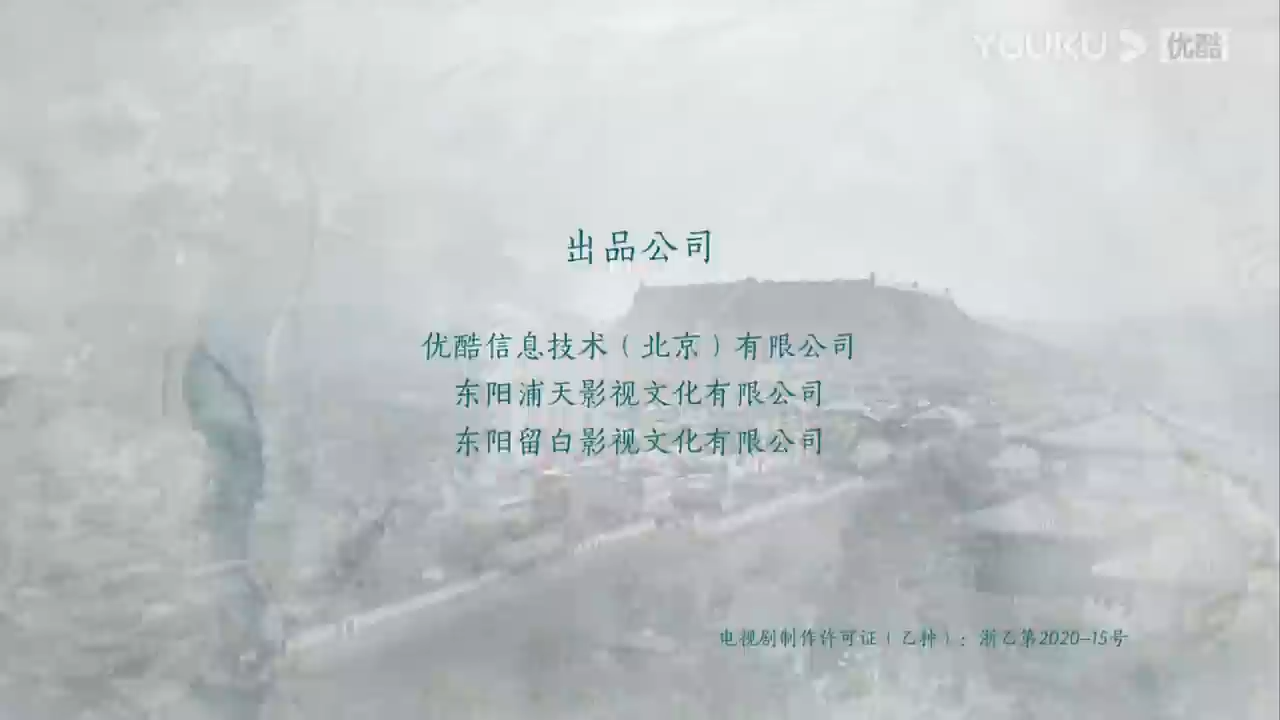 YOUKU 优酷
出品公司
优酷信息技术（北京）有限公司
东阳浦天影视文化有限公司
东阳留白影视文化有限公司
电视剧制作许可证（乙种）：浙乙第2020-15号